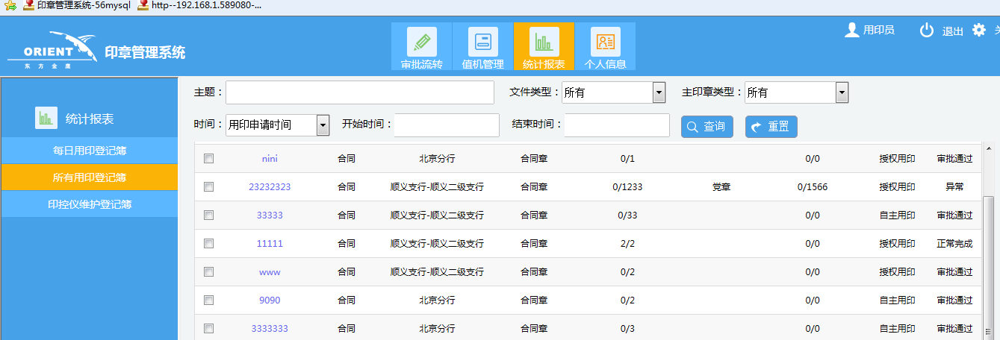 印章管理系统-56mysql http--192.168.1.589080-...
ORIENT
东方金鹰
印章管理系统
审批流转 值机管理 统计报表 个人信息
用印员 退出
统计报表
每日用印登记簿
所有用印登记簿
印控仪维护登记簿
主题： 文件类型： 所有 主印章类型： 所有
时间： 用印申请时间 开始时间： 结束时间： 查询 重置
nini 合同 北京分行 合同章 0/1 0/0 授权用印 审批通过
23232323 合同 顺义支行-顺义二级支行 合同章 0/1233 党章 0/1566 授权用印 异常
33333 合同 顺义支行-顺义二级支行 合同章 0/33 0/0 自主用印 审批通过
11111 合同 顺义支行-顺义二级支行 合同章 2/2 0/0 授权用印 正常完成
www 合同 顺义支行-顺义二级支行 合同章 0/2 0/0 授权用印 审批通过
9090 合同 北京分行 合同章 0/2 0/0 自主用印 审批通过
3333333 合同 北京分行 合同章 0/3 0/0 自主用印 审批通过